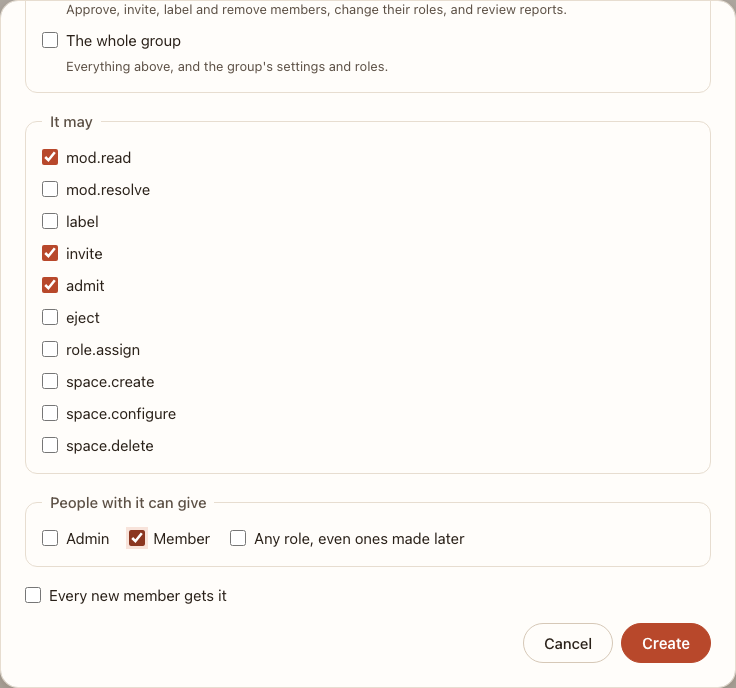 Approve, invite, label and remove members, change their roles, and review reports.
The whole group
Everything above, and the group's settings and roles.
It may
mod.read
mod.resolve
label
invite
admit
eject
role.assign
space.create
space.configure
space.delete
People with it can give
Admin Member Any role, even ones made later
Every new member gets it
Cancel Create